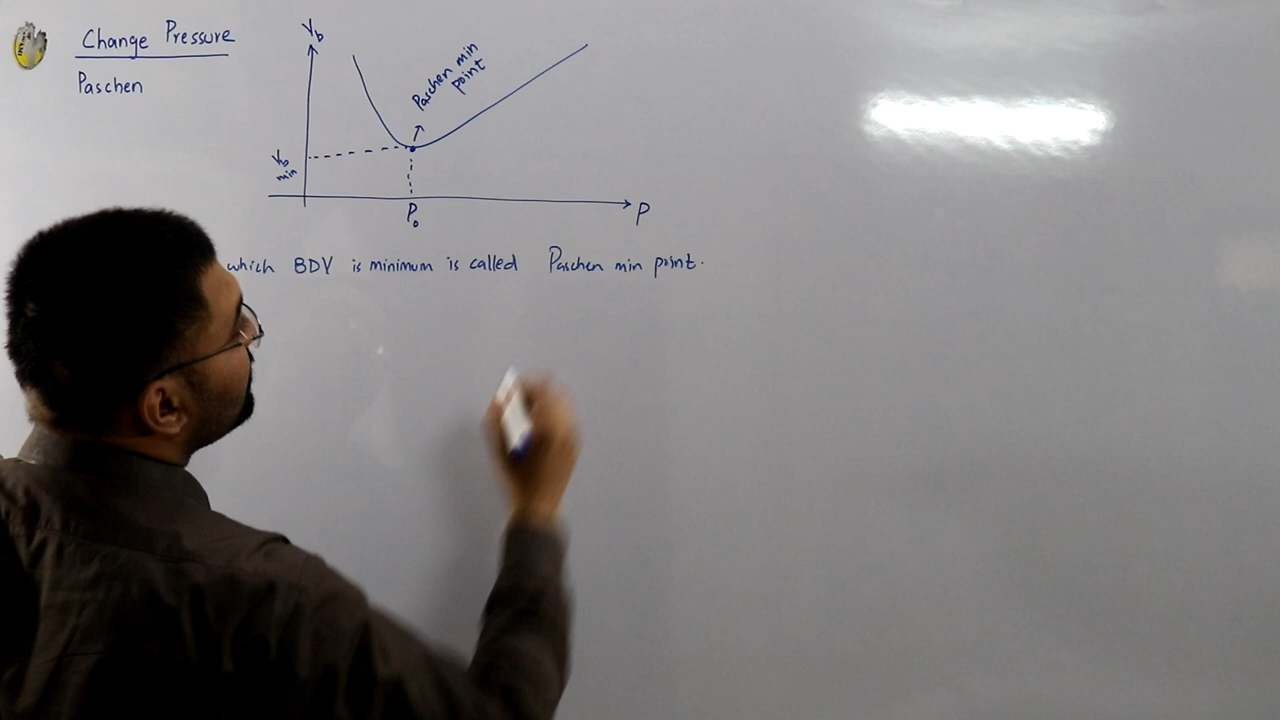 Change Pressure
Paschen
Vb
Paschen min
point
Vb
min
P₀
P
which BDV is minimum is called Paschen min point.